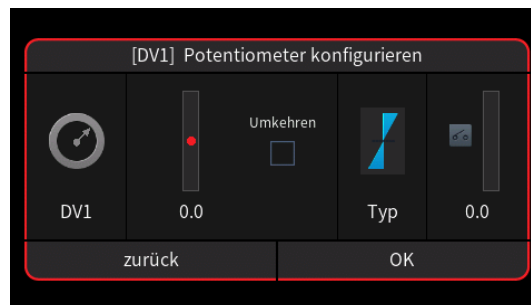 [DV1] Potentiometer konfigurieren
Umkehren
DV1
0.0
Typ
0.0
zurück
OK